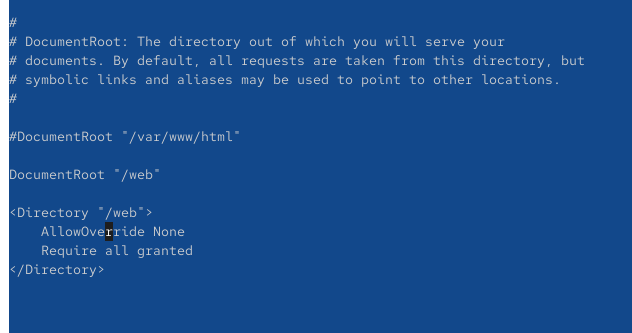 #
# DocumentRoot: The directory out of which you will serve your
# documents. By default, all requests are taken from this directory, but
# symbolic links and aliases may be used to point to other locations.
#
#DocumentRoot "/var/www/html"
DocumentRoot "/web"
<Directory "/web">
    AllowOverride None
    Require all granted
</Directory>